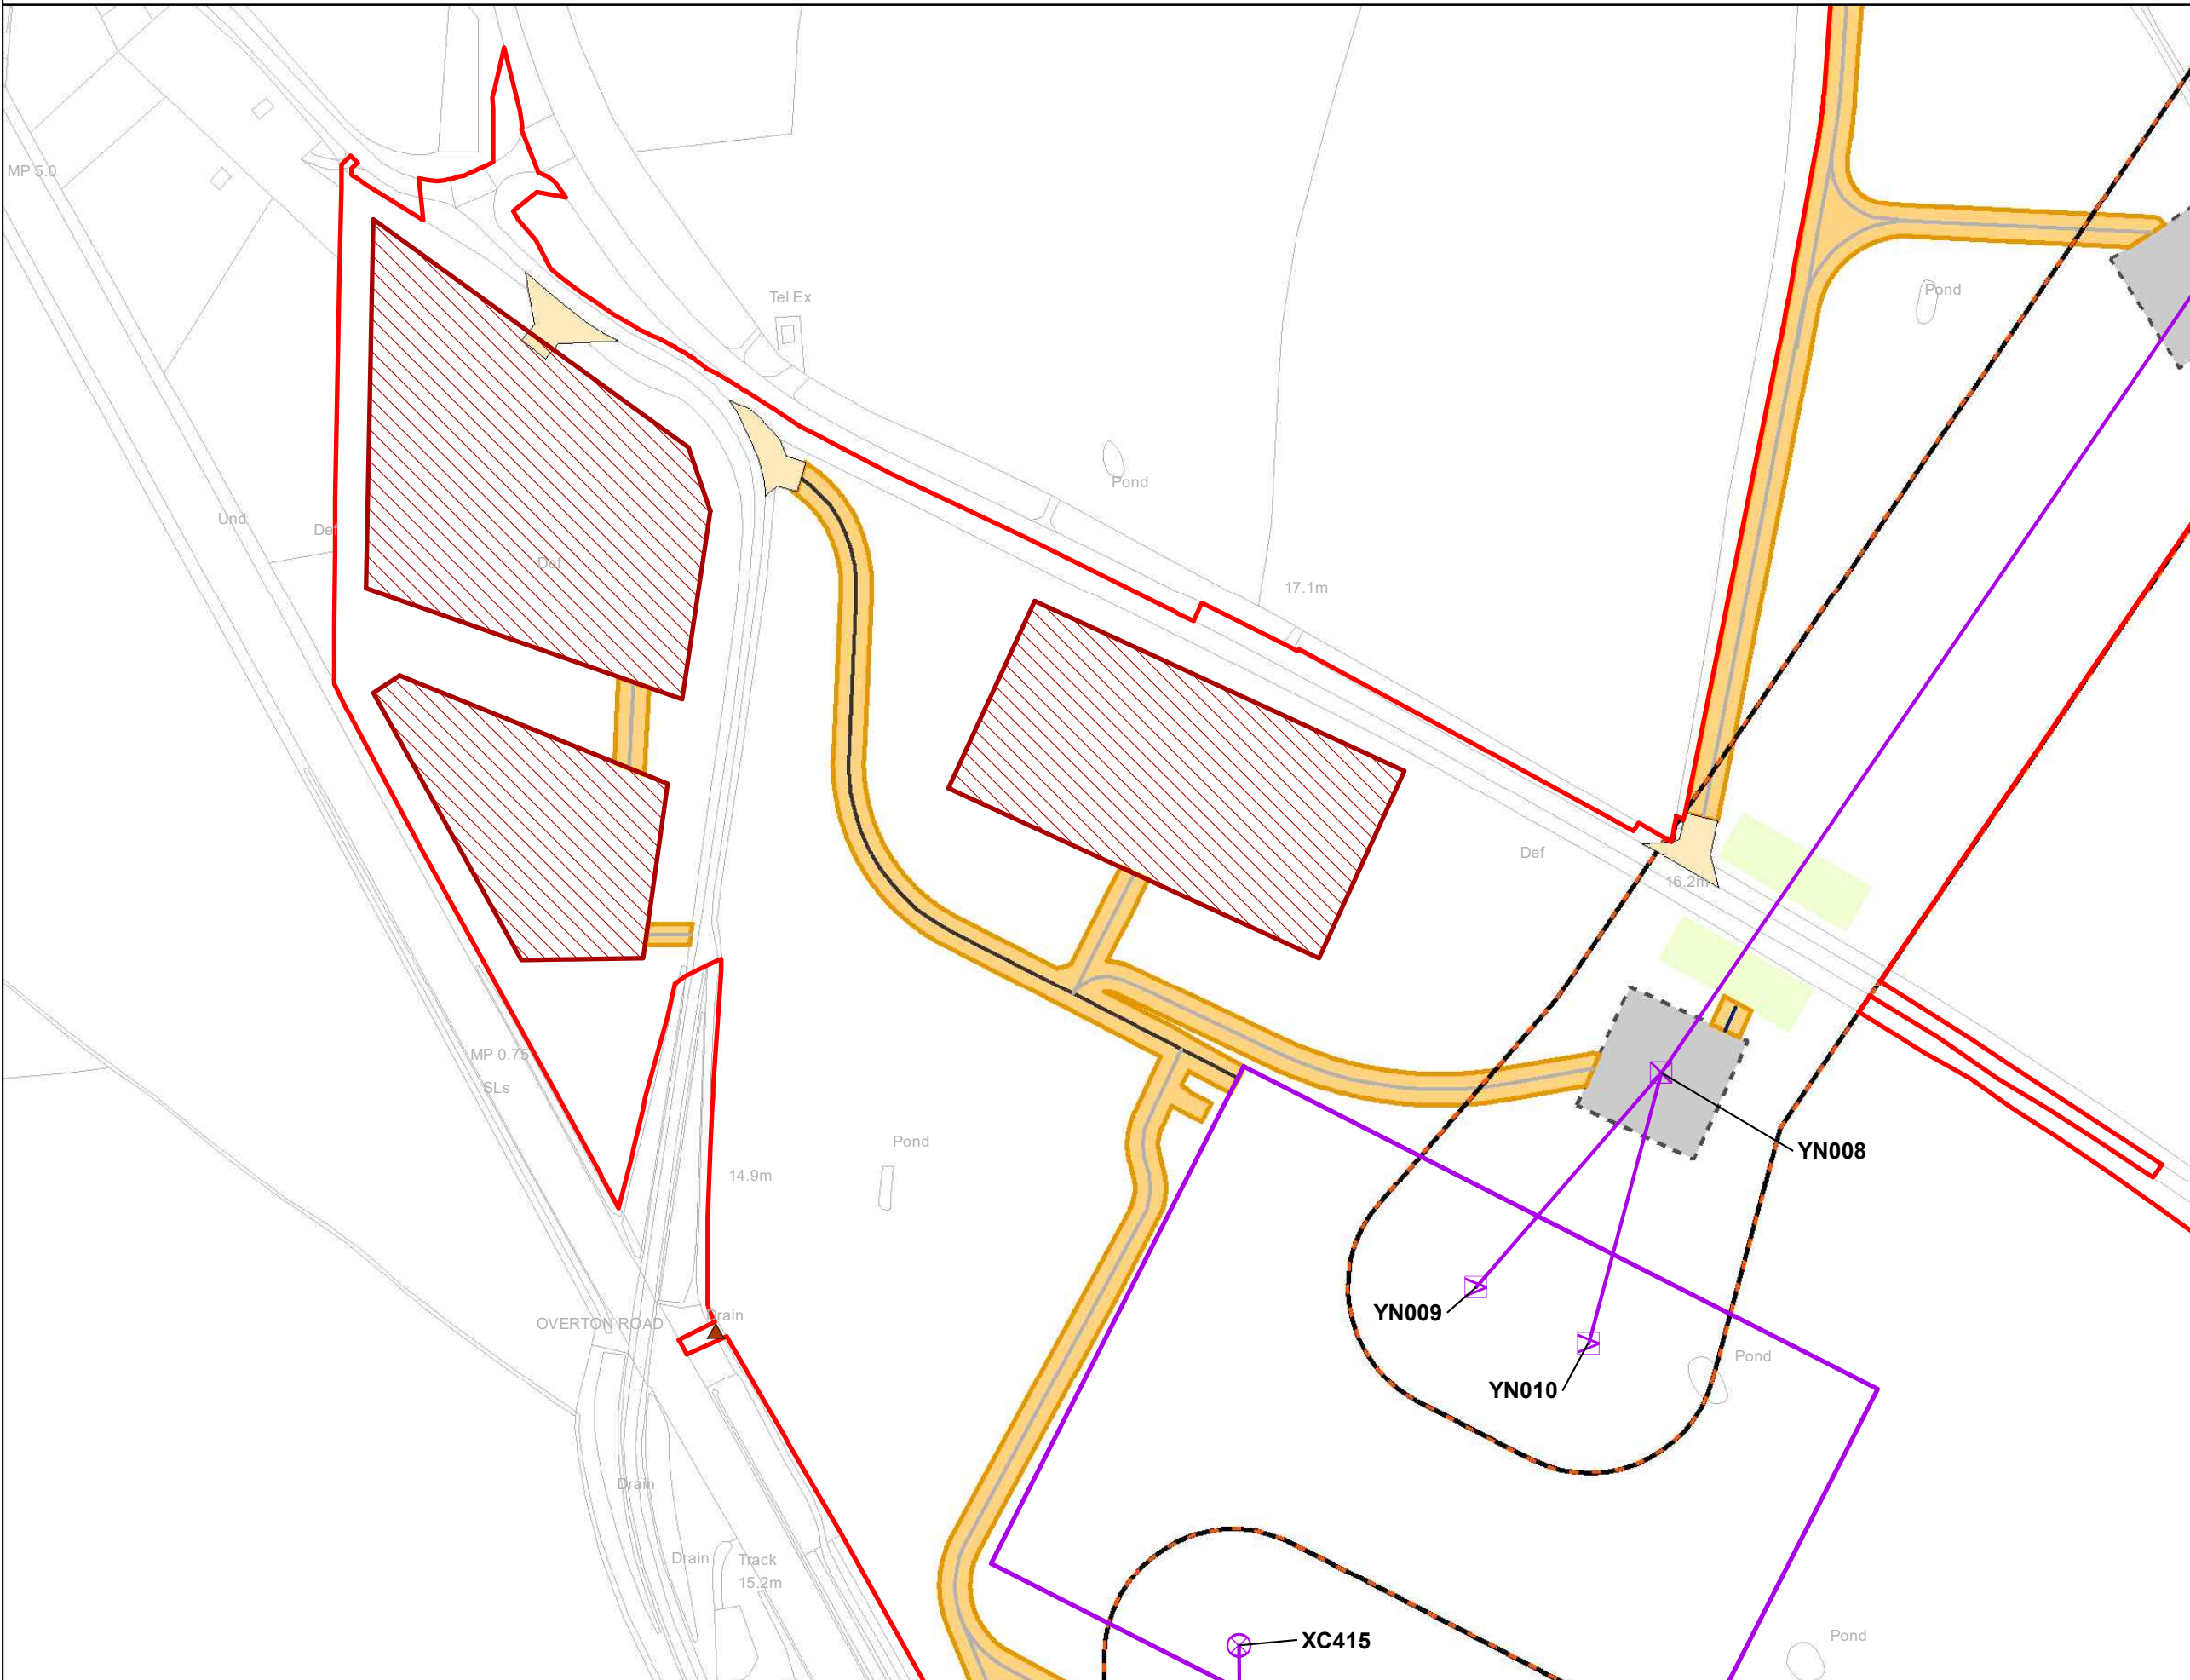 MP 5.0
Tel Ex
Pond
Pond
Und
Def
Def
17.1m
Def
16.2m
MP 0.75
SLs
Pond
14.9m
YN008
OVERTON ROAD
Drain
YN009
YN010
Pond
Drain
Drain
Track
15.2m
XC415
Pond